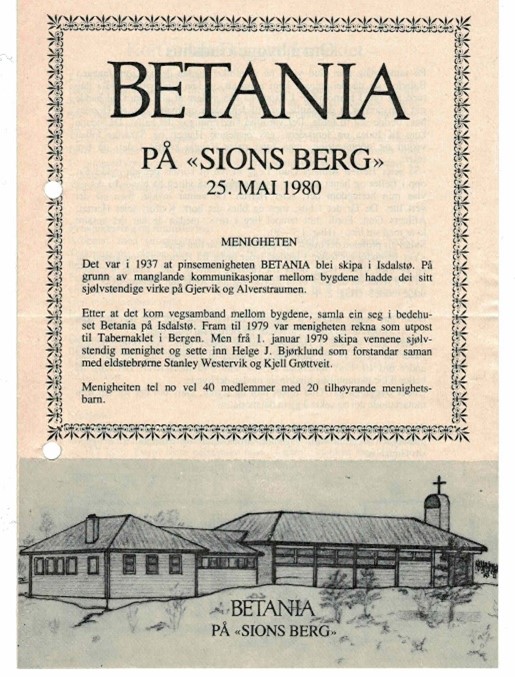 BETANIA
PÅ «SIONS BERG»
25. MAI 1980
MENIGHETEN
Det var i 1937 at pinsemenigheten BETANIA blei skipa i Isdalstø. På
grunn av manglande kommunikasjonar mellom bygdene hadde dei sitt
sjølvstendige virke på Gjervik og Alverstraumen.
Etter at det kom vegsamband mellom bygdene, samla ein seg i bedehu-
set Betania på Isdalstø. Fram til 1979 var menigheten rekna som utpost
til Tabernaklet i Bergen. Men frå 1. januar 1979 skipa vennene sjølv-
stendig menighet og sette inn Helge J. Bjørklund som forstandar saman
med eldstebrørne Stanley Westervik og Kjell Grøttveit.
Menigheiten tel no vel 40 medlemmer med 20 tilhøyrande menighets-
barn.
BETANIA
PÅ «SIONS BERG»